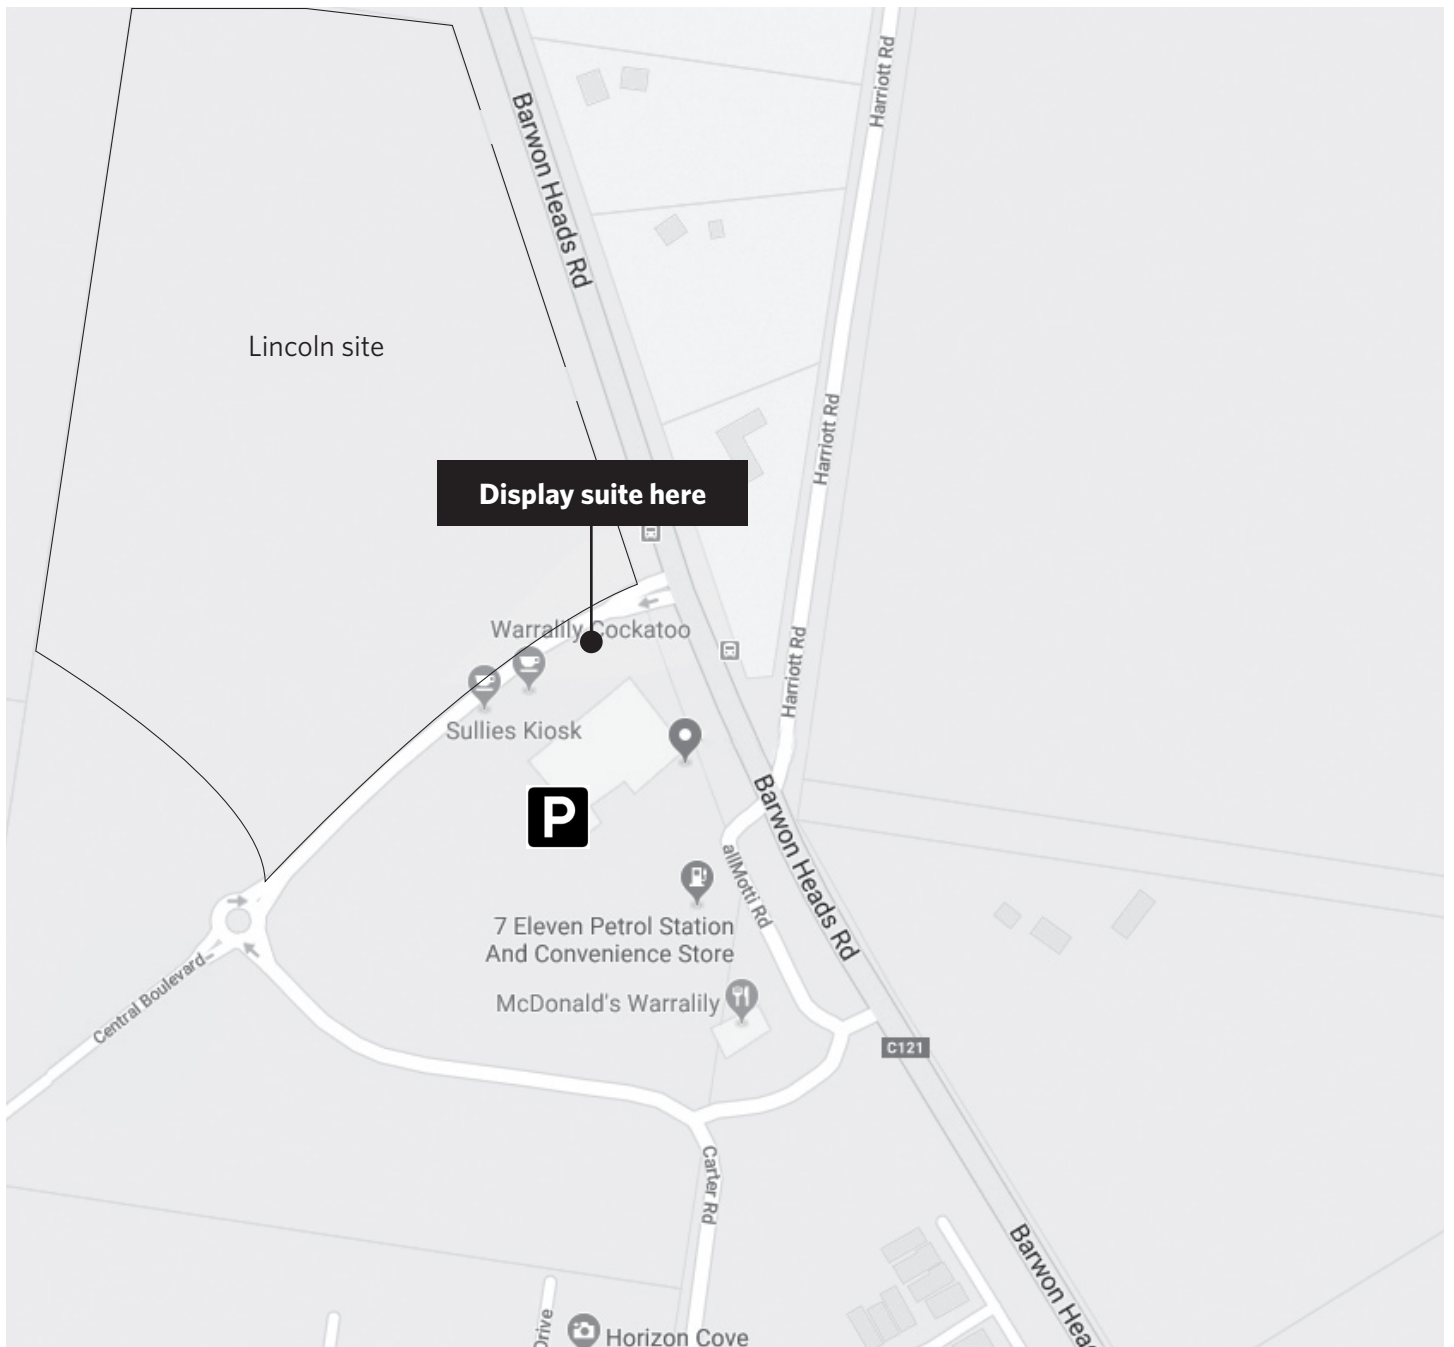 Harriott Rd
Barwon Heads Rd
Lincoln site
Harriott Rd
Display suite here
Warralily Cockatoo
Harriott Rd
Sullies Kiosk
P
Barwon Heads Rd
allMotti Rd
7 Eleven Petrol Station
And Convenience Store
Central Boulevard
McDonald's Warralily
C121
Carter Rd
Barwon Hea
Drive
Horizon Cove